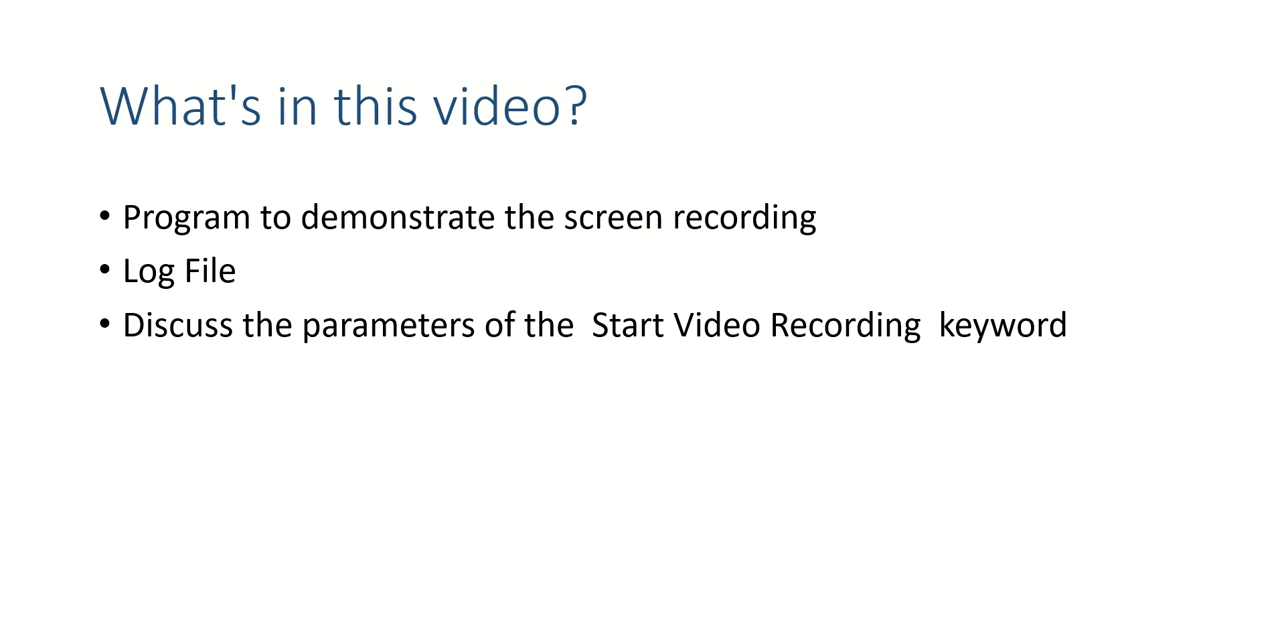 What's in this video?
• Program to demonstrate the screen recording
• Log File
• Discuss the parameters of the  Start Video Recording  keyword